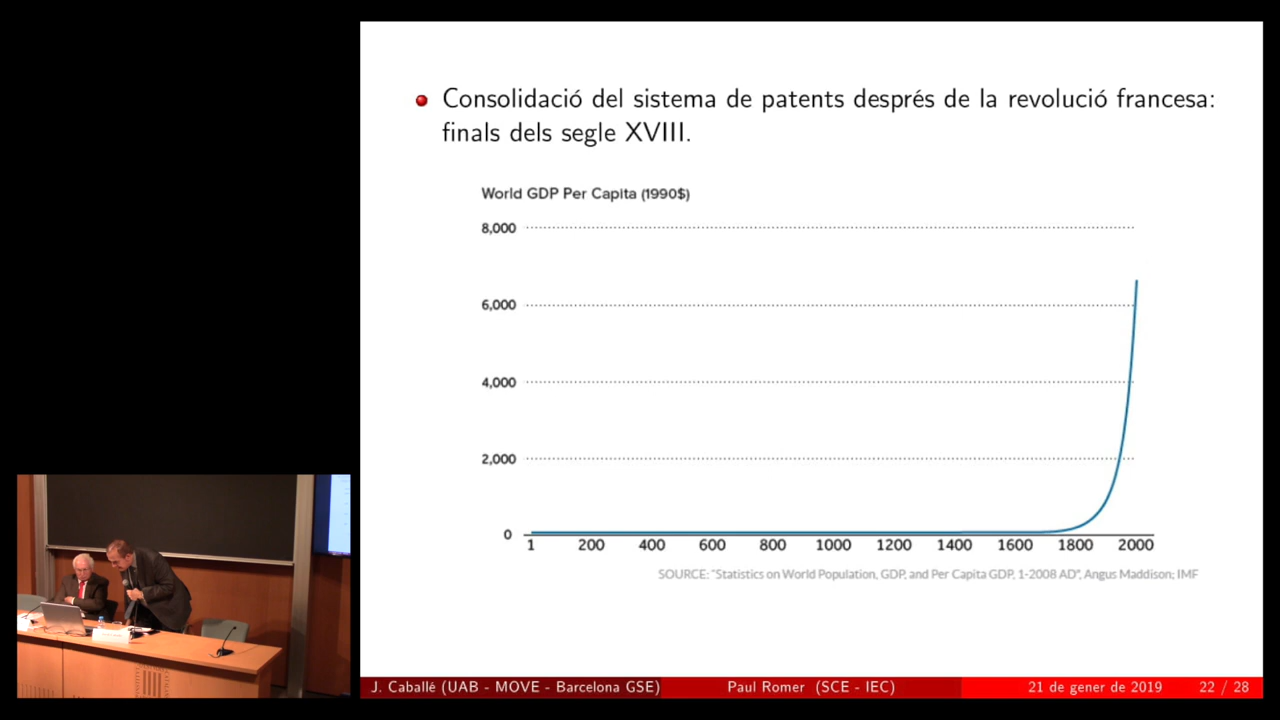 Consolidació del sistema de patents després de la revolució francesa:
finals dels segle XVIII.
World GDP Per Capita (1990$)
8,000
6,000
4,000
2,000
0
1 200 400 600 800 1000 1200 1400 1600 1800 2000
SOURCE: "Statistics on World Population, GDP, and Per Capita GDP, 1-2008 AD", Angus Maddison; IMF
J. Caballé (UAB - MOVE - Barcelona GSE) Paul Romer (SCE - IEC) 21 de gener de 2019 22 / 28